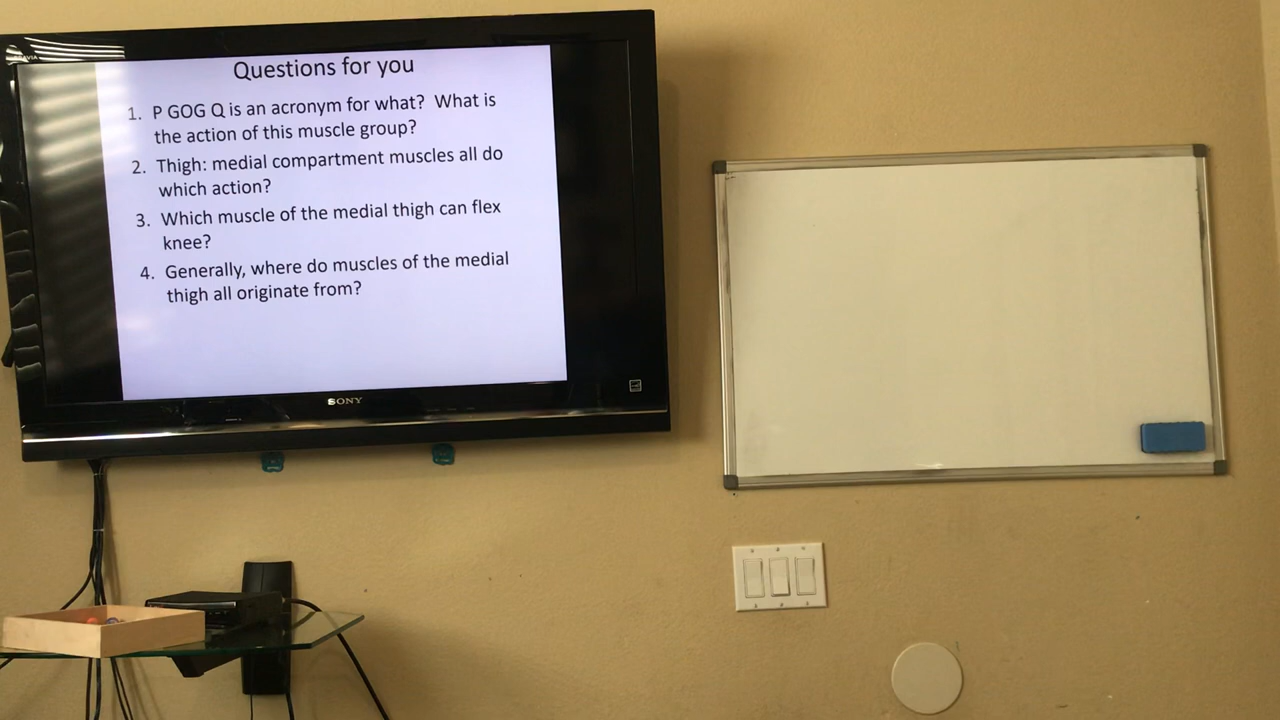 Questions for you
1. P GOG Q is an acronym for what? What is
the action of this muscle group?
2. Thigh: medial compartment muscles all do
which action?
3. Which muscle of the medial thigh can flex
knee?
4. Generally, where do muscles of the medial
thigh all originate from?
SONY